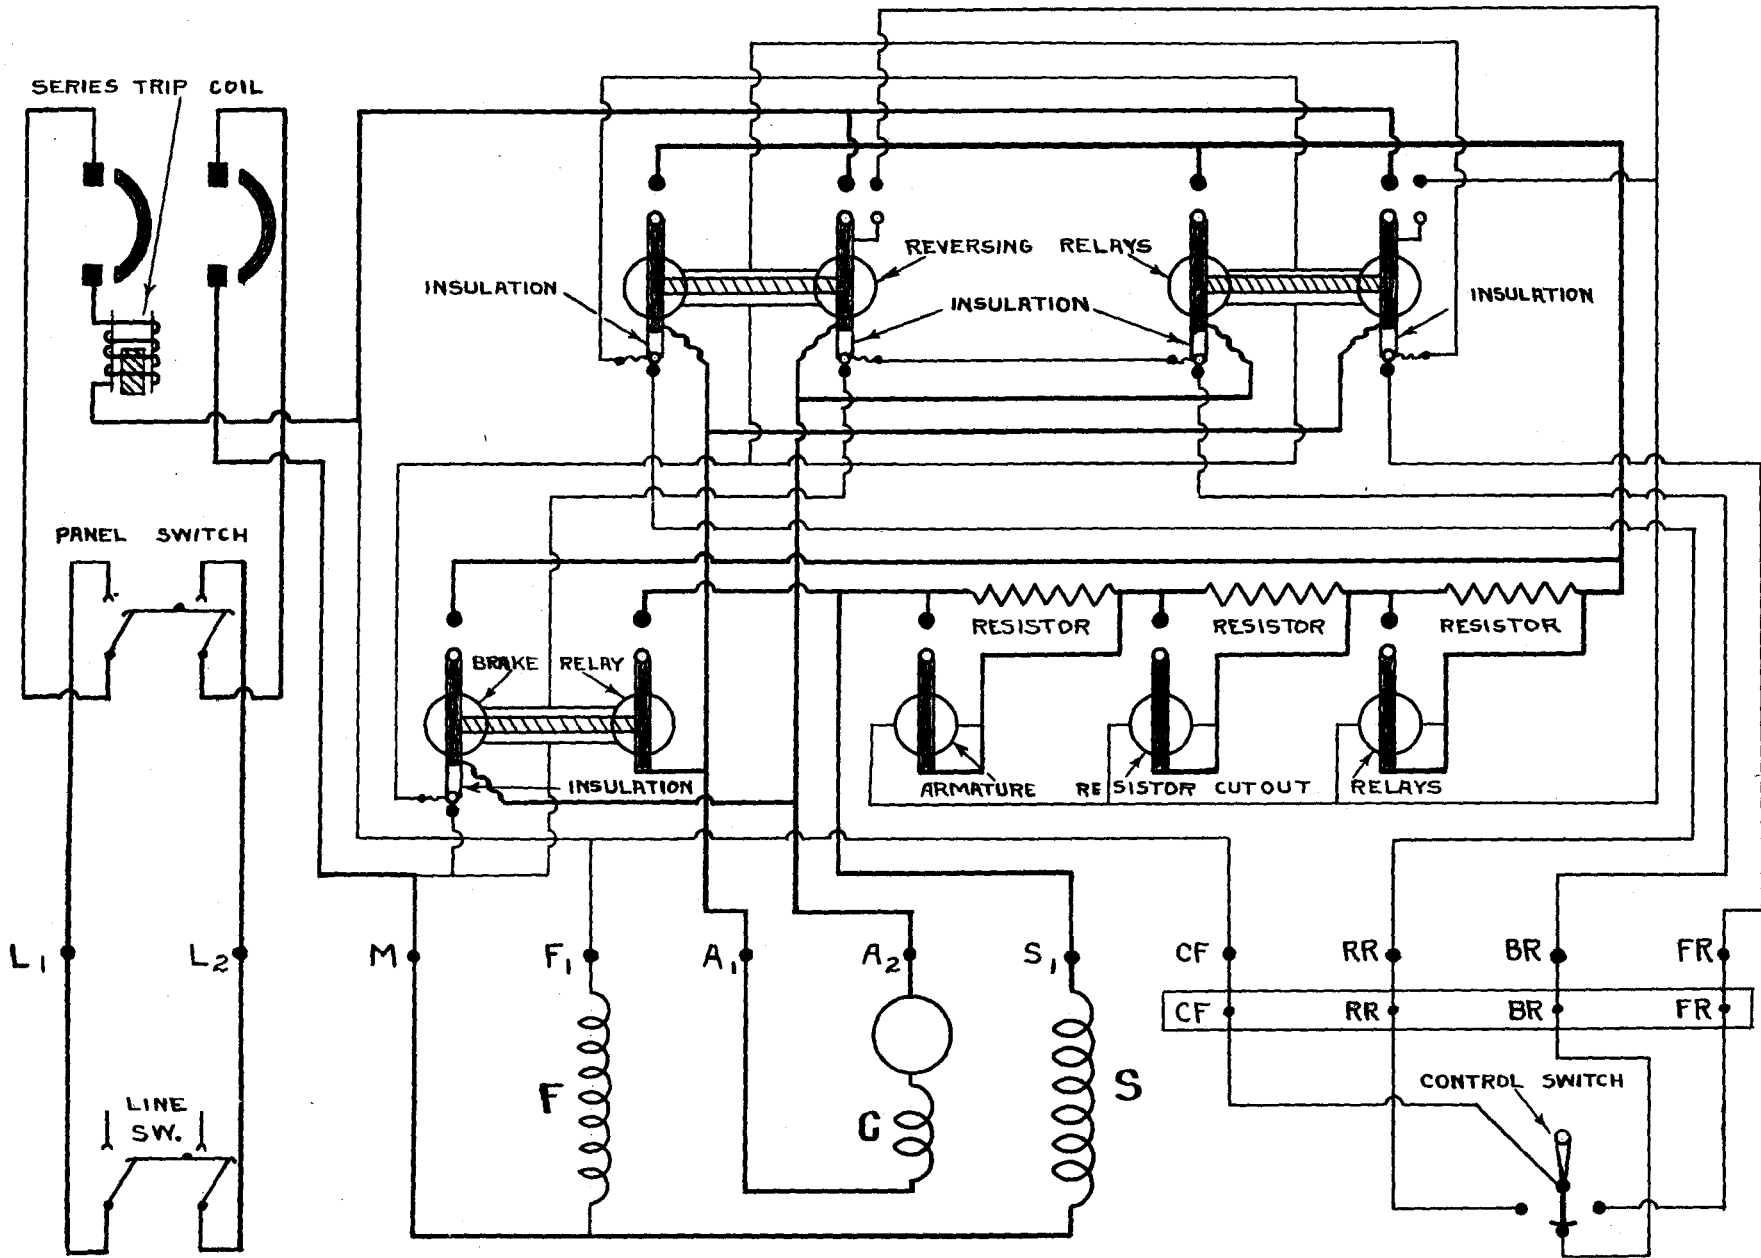 SERIES TRIP COIL
REVERSING RELAYS
INSULATION
INSULATION
INSULATION
PANEL SWITCH
RESISTOR
RESISTOR
RESISTOR
BRAKE RELAY
INSULATION
ARMATURE
RESISTOR CUTOUT
RELAYS
L1
L2
M
F1
A1
A2
S1
CF
RR
BR
FR
CF
RR
BR
FR
F
C
S
CONTROL SWITCH
LINE
SW.